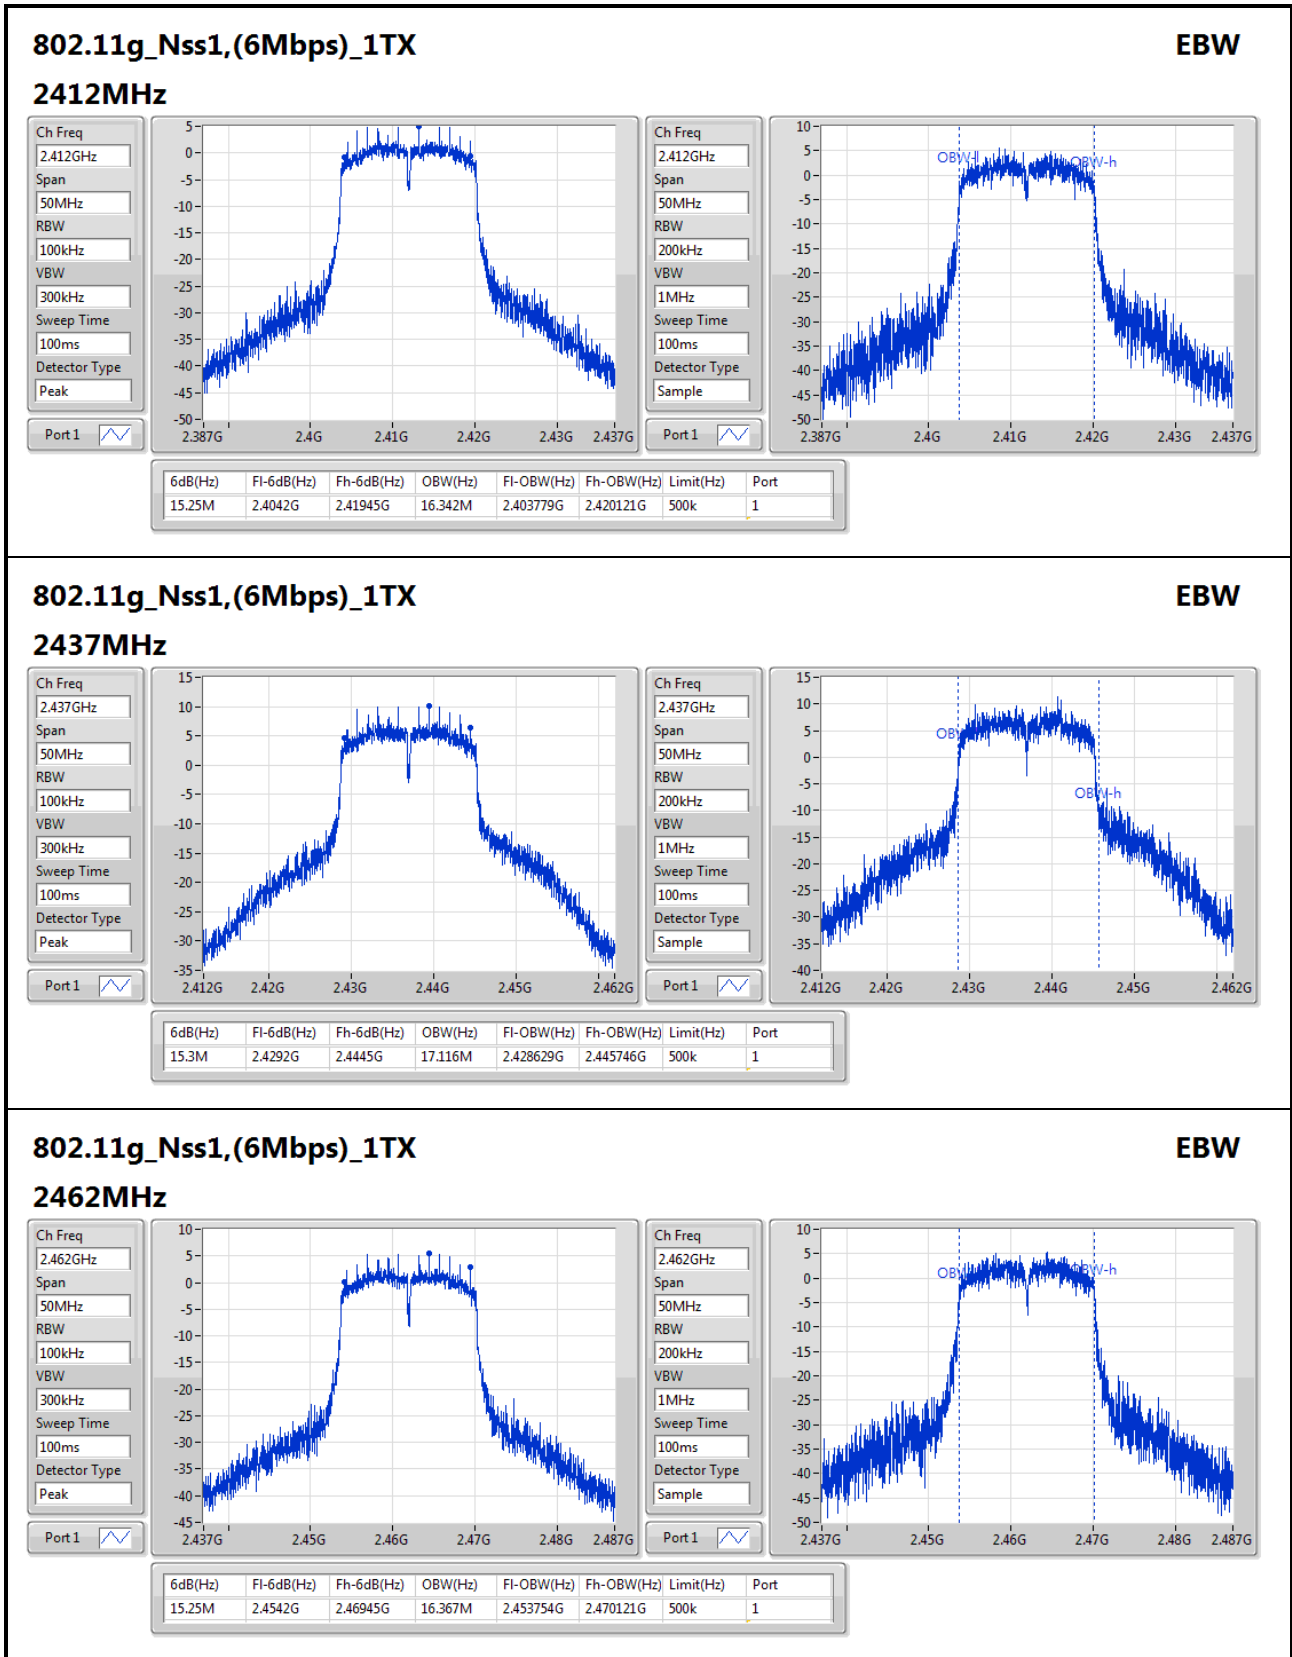 802.11g_Nss1,(6Mbps)_1TX EBW
2412MHz
Ch Freq
2.412GHz
Span
50MHz
RBW
100kHz
VBW
300kHz
Sweep Time
100ms
Detector Type
Peak
Port 1
5
0
-5
-10
-15
-20
-25
-30
-35
-40
-45
-50
2.387G 2.4G 2.41G 2.42G 2.43G 2.437G
Ch Freq
2.412GHz
Span
50MHz
RBW
200kHz
VBW
1MHz
Sweep Time
100ms
Detector Type
Sample
Port 1
10
5
0
-5
-10
-15
-20
-25
-30
-35
-40
-45
-50
OBW-l OBW-h
2.387G 2.4G 2.41G 2.42G 2.43G 2.437G
6dB(Hz) Fl-6dB(Hz) Fh-6dB(Hz) OBW(Hz) Fl-OBW(Hz) Fh-OBW(Hz) Limit(Hz) Port
15.25M 2.4042G 2.41945G 16.342M 2.403779G 2.420121G 500k 1
802.11g_Nss1,(6Mbps)_1TX EBW
2437MHz
Ch Freq
2.437GHz
Span
50MHz
RBW
100kHz
VBW
300kHz
Sweep Time
100ms
Detector Type
Peak
Port 1
15
10
5
0
-5
-10
-15
-20
-25
-30
-35
2.412G 2.42G 2.43G 2.44G 2.45G 2.462G
Ch Freq
2.437GHz
Span
50MHz
RBW
200kHz
VBW
1MHz
Sweep Time
100ms
Detector Type
Sample
Port 1
15
10
5
0
-5
-10
-15
-20
-25
-30
-35
-40
OBW-h
2.412G 2.42G 2.43G 2.44G 2.45G 2.462G
6dB(Hz) Fl-6dB(Hz) Fh-6dB(Hz) OBW(Hz) Fl-OBW(Hz) Fh-OBW(Hz) Limit(Hz) Port
15.3M 2.4292G 2.4445G 17.116M 2.428629G 2.445746G 500k 1
802.11g_Nss1,(6Mbps)_1TX EBW
2462MHz
Ch Freq
2.462GHz
Span
50MHz
RBW
100kHz
VBW
300kHz
Sweep Time
100ms
Detector Type
Peak
Port 1
10
5
0
-5
-10
-15
-20
-25
-30
-35
-40
-45
2.437G 2.45G 2.46G 2.47G 2.48G 2.487G
Ch Freq
2.462GHz
Span
50MHz
RBW
200kHz
VBW
1MHz
Sweep Time
100ms
Detector Type
Sample
Port 1
10
5
0
-5
-10
-15
-20
-25
-30
-35
-40
-45
-50
OBW-h
2.437G 2.45G 2.46G 2.47G 2.48G 2.487G
6dB(Hz) Fl-6dB(Hz) Fh-6dB(Hz) OBW(Hz) Fl-OBW(Hz) Fh-OBW(Hz) Limit(Hz) Port
15.25M 2.4542G 2.46945G 16.367M 2.453754G 2.470121G 500k 1